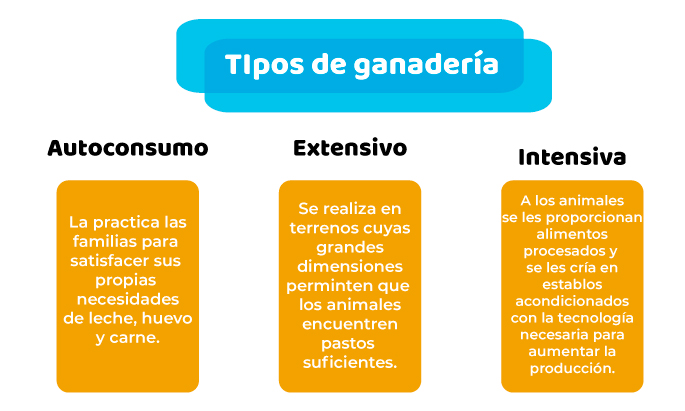 TIpos de ganadería
Autoconsumo
La practica las
familias para
satisfacer sus
propias
necesidades
de leche, huevo
y carne.
Extensivo
Se realiza en
terrenos cuyas
grandes
dimensiones
perminten que
los animales
encuentren
pastos
suficientes.
Intensiva
A los animales
se les proporcionan
alimentos
procesados y
se les cría en
establos
acondicionados
con la tecnología
necesaria para
aumentar la
producción.